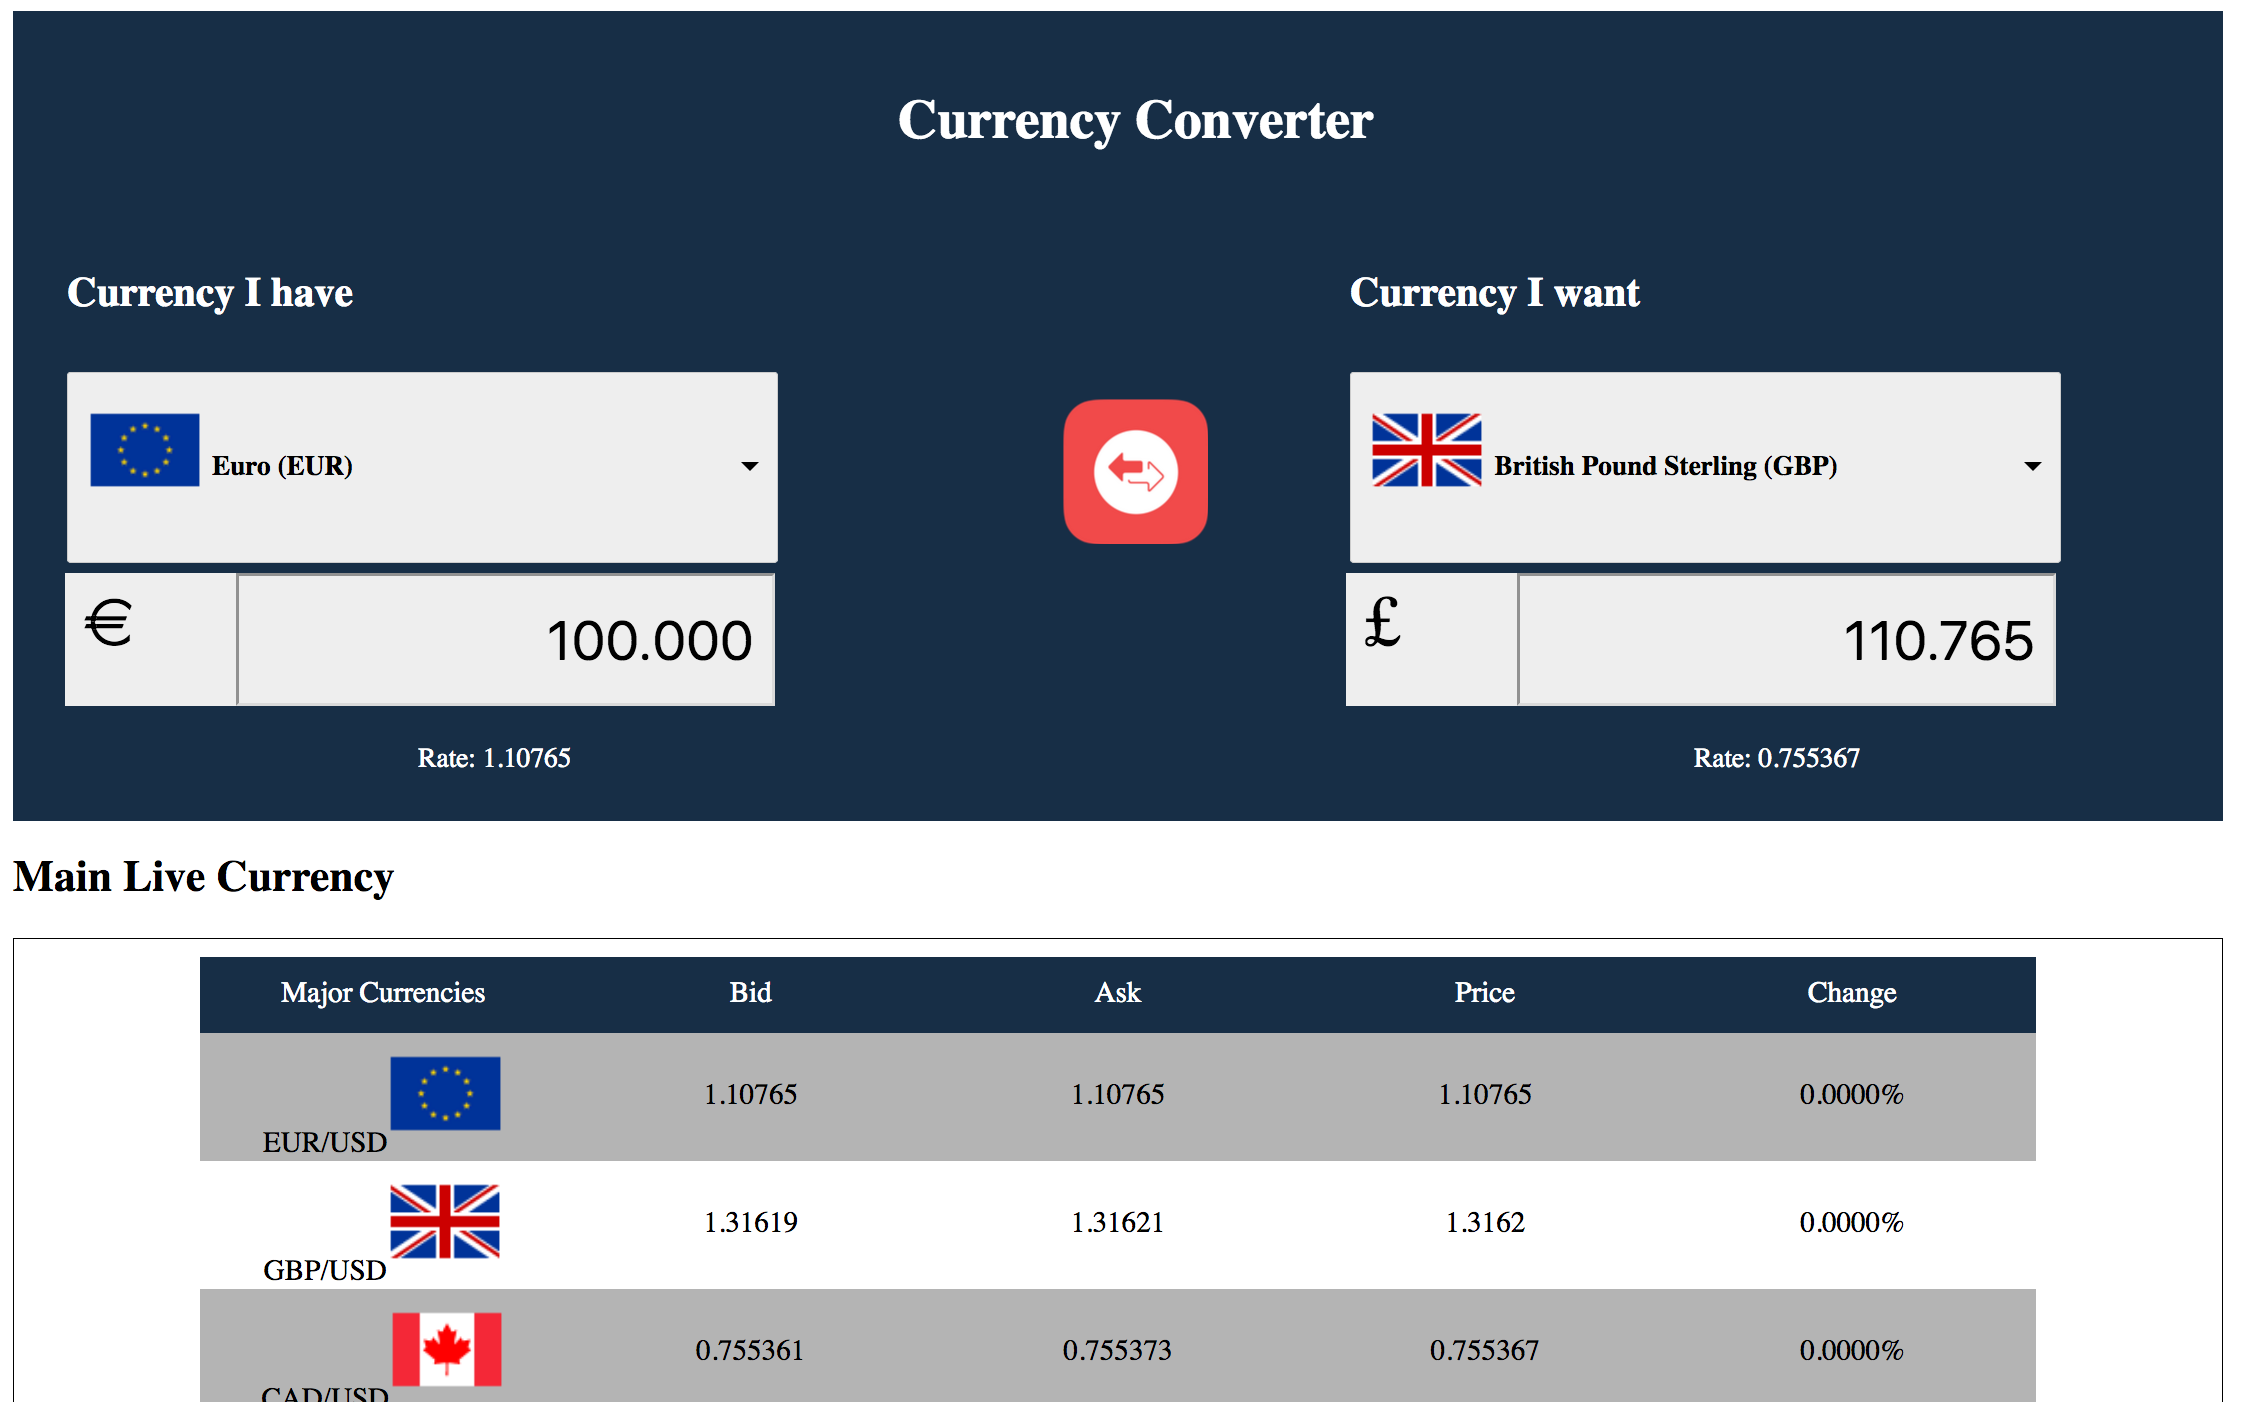 Currency Converter
Currency I have
Currency I want
Euro (EUR)
British Pound Sterling (GBP)
€ 100.000
£ 110.765
Rate: 1.10765
Rate: 0.755367
Main Live Currency
Major Currencies Bid Ask Price Change
EUR/USD 1.10765 1.10765 1.10765 0.0000%
GBP/USD 1.31619 1.31621 1.3162 0.0000%
CAD/USD 0.755361 0.755373 0.755367 0.0000%